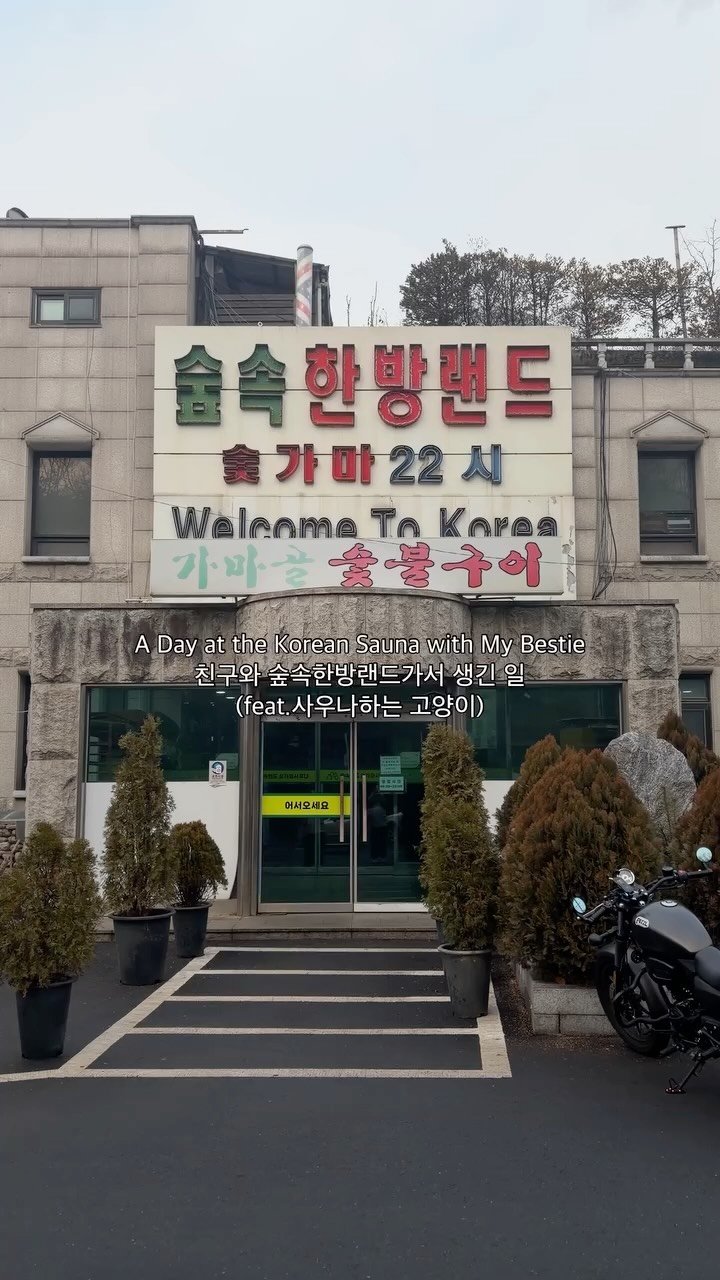 숲속한방랜드
숯가마 22시
Welcome To Korea
가마골 숯불구이
A Day at the Korean Sauna with My Bestie
친구와 숲속한방랜드가서 생긴 일
(feat.사우나하는 고양이)
어서오세요